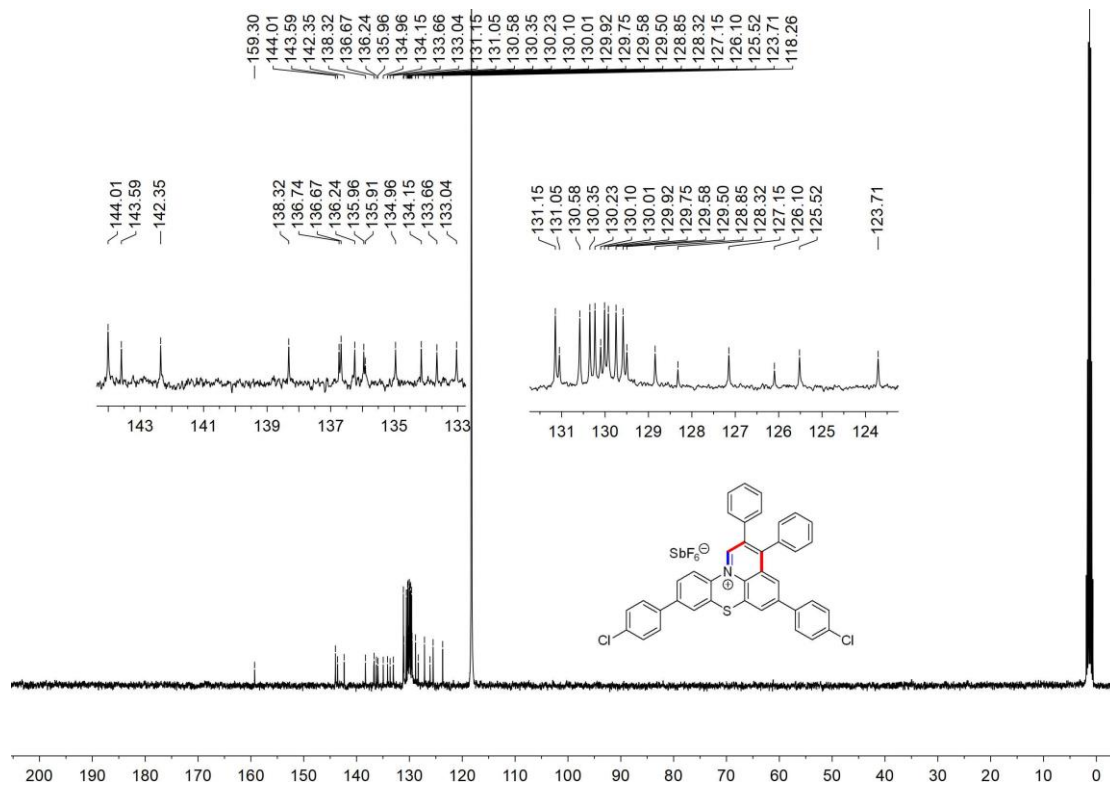 159.30 144.01 143.59 142.35 138.32 136.67 136.24 135.96 134.96 134.15 133.66 133.04 131.15 131.05 130.58 130.35 130.23 130.10 130.01 129.92 129.75 129.58 129.50 128.85 128.32 127.15 126.10 125.52 123.71 118.26
144.01 143.59 142.35 138.32 136.74 136.67 136.24 135.96 135.91 134.96 134.15 133.66 133.04
131.15 131.05 130.58 130.35 130.23 130.10 130.01 129.92 129.75 129.58 129.50 128.85 128.32 127.15 126.10 125.52 123.71
143 141 139 137 135 133
131 130 129 128 127 126 125 124
SbF₆⊖
N
⊕
S
Cl
Cl
200 190 180 170 160 150 140 130 120 110 100 90 80 70 60 50 40 30 20 10 0